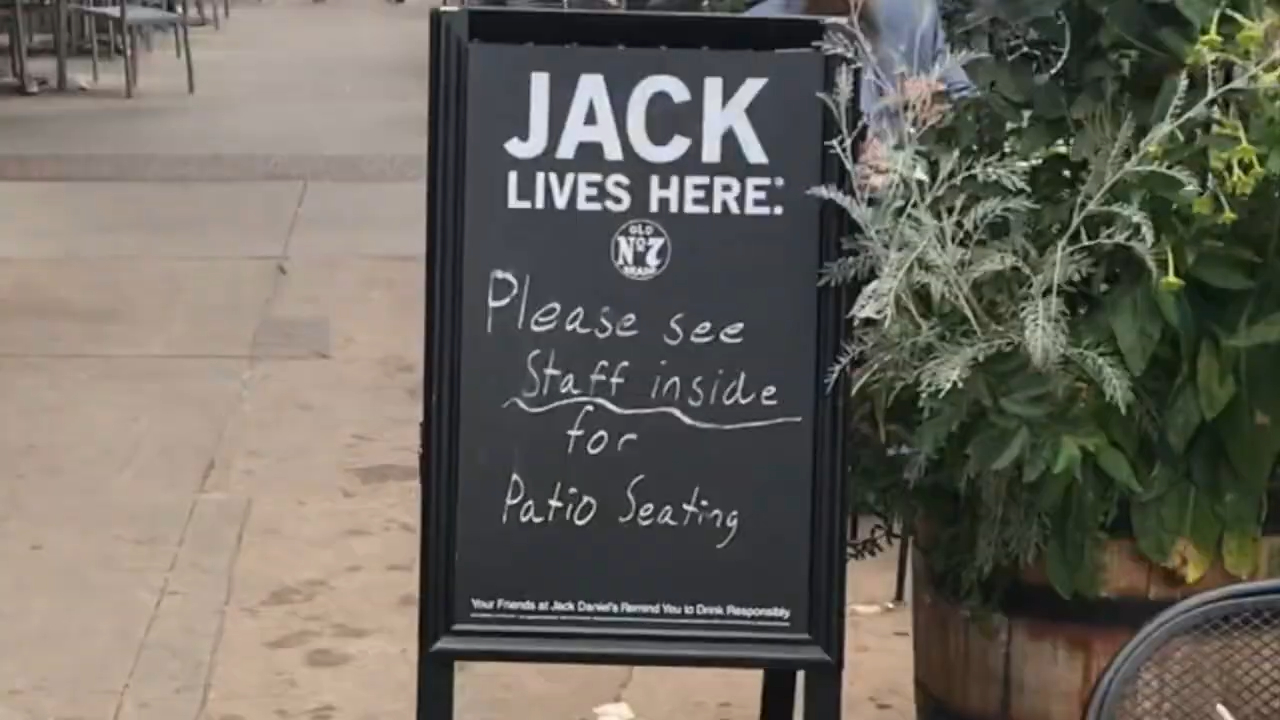 JACK
LIVES HERE:
OLD
Nº7
BRAND
Please see
Staff inside
for
Patio Seating
Your Friends at Jack Daniel's Remind You to Drink Responsibly